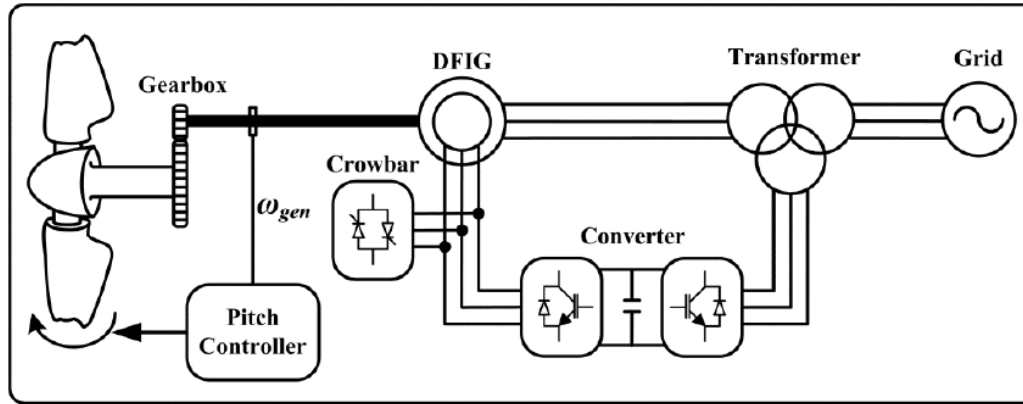 DFIG
Transformer
Grid
Gearbox
Crowbar
ω_gen
Converter
Pitch
Controller